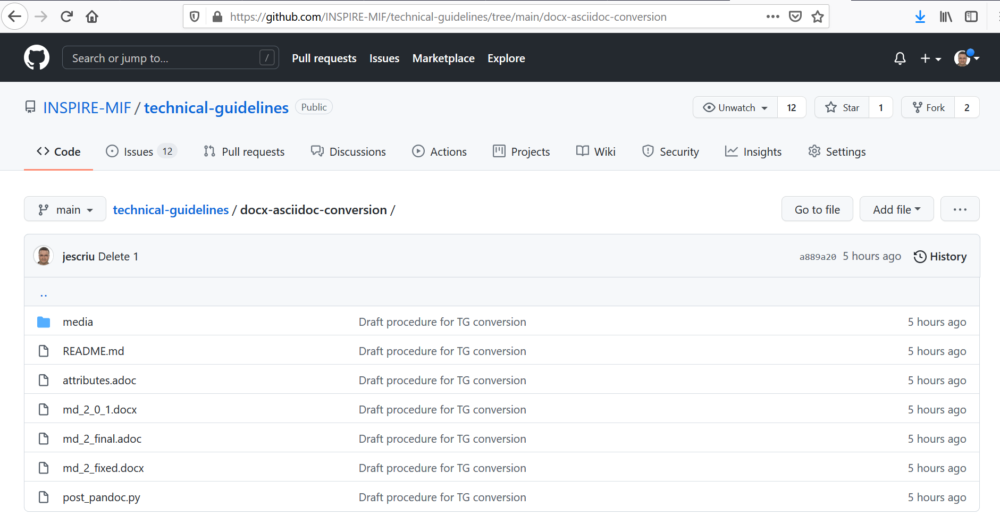 https://github.com/INSPIRE-MIF/technical-guidelines/tree/main/docx-asciidoc-conversion
Search or jump to... / Pull requests Issues Marketplace Explore
INSPIRE-MIF / technical-guidelines Public Unwatch 12 Star 1 Fork 2
Code Issues 12 Pull requests Discussions Actions Projects Wiki Security Insights Settings
main technical-guidelines / docx-asciidoc-conversion / Go to file Add file ...
jescriu Delete 1 a889a20 5 hours ago History
..
media Draft procedure for TG conversion 5 hours ago
README.md Draft procedure for TG conversion 5 hours ago
attributes.adoc Draft procedure for TG conversion 5 hours ago
md_2_0_1.docx Draft procedure for TG conversion 5 hours ago
md_2_final.adoc Draft procedure for TG conversion 5 hours ago
md_2_fixed.docx Draft procedure for TG conversion 5 hours ago
post_pandoc.py Draft procedure for TG conversion 5 hours ago